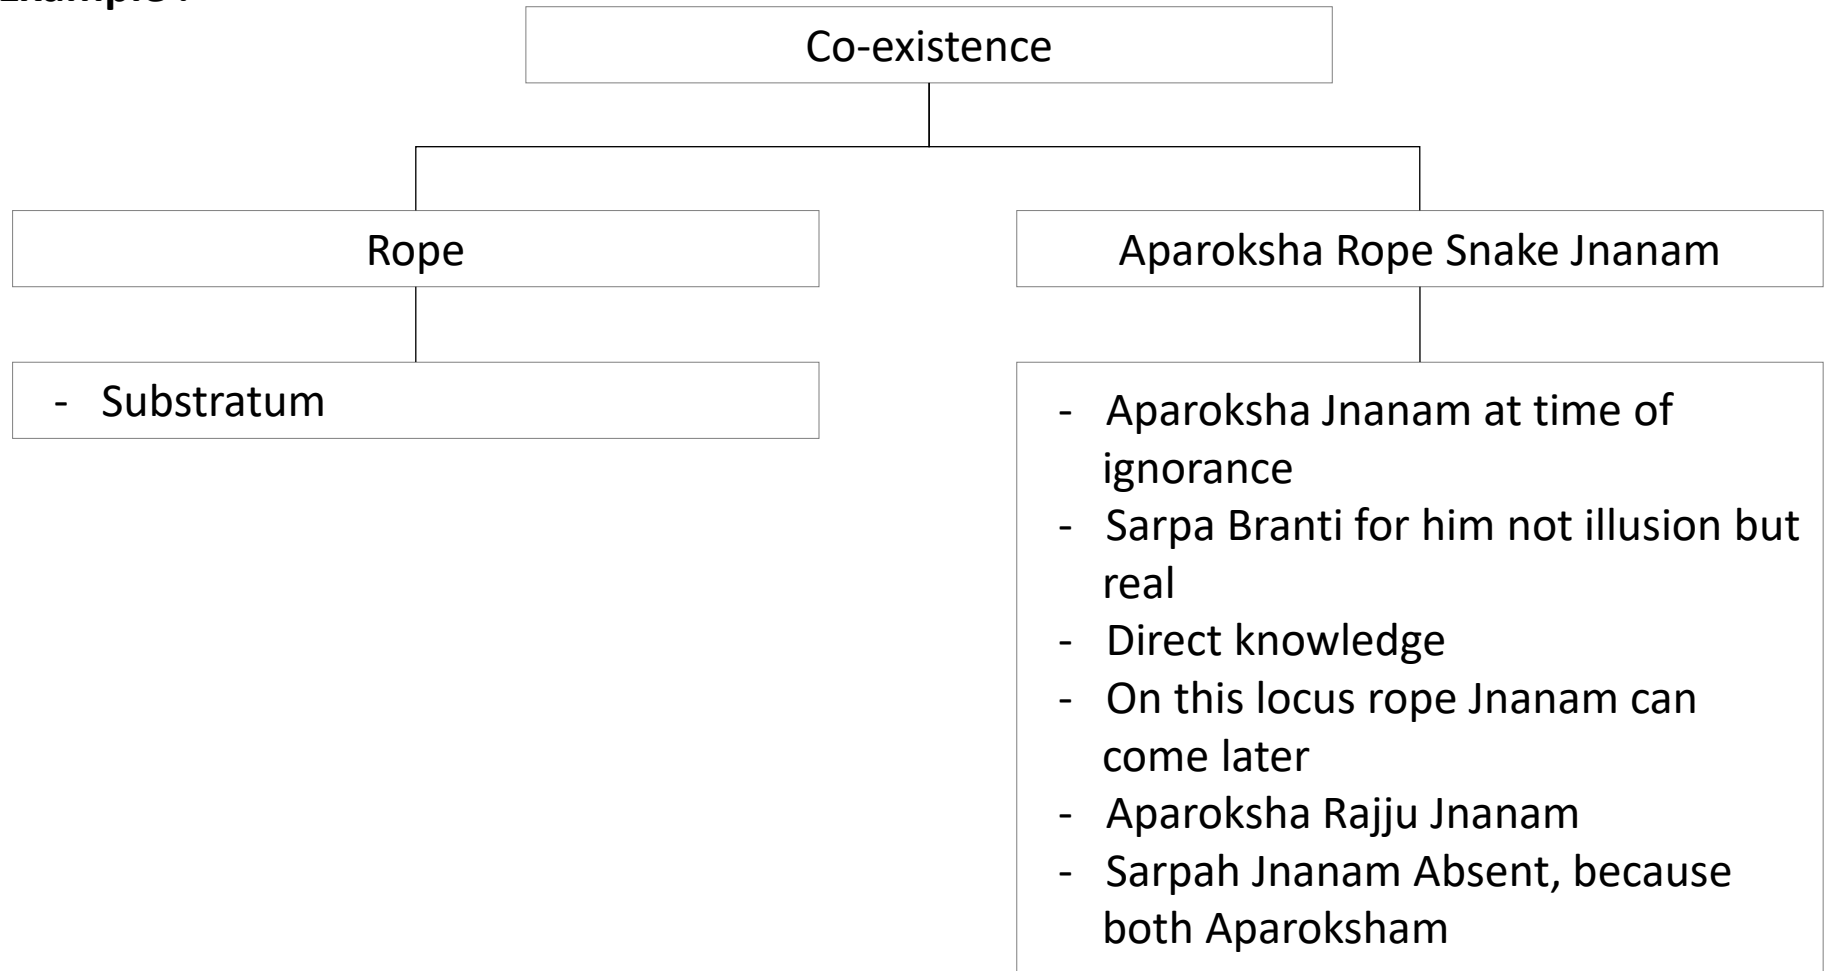 Example :
Co-existence
Rope
Aparoksha Rope Snake Jnanam
- Substratum
- Aparoksha Jnanam at time of
ignorance
- Sarpa Branti for him not illusion but
real
- Direct knowledge
- On this locus rope Jnanam can
come later
- Aparoksha Rajju Jnanam
- Sarpah Jnanam Absent, because
both Aparoksham